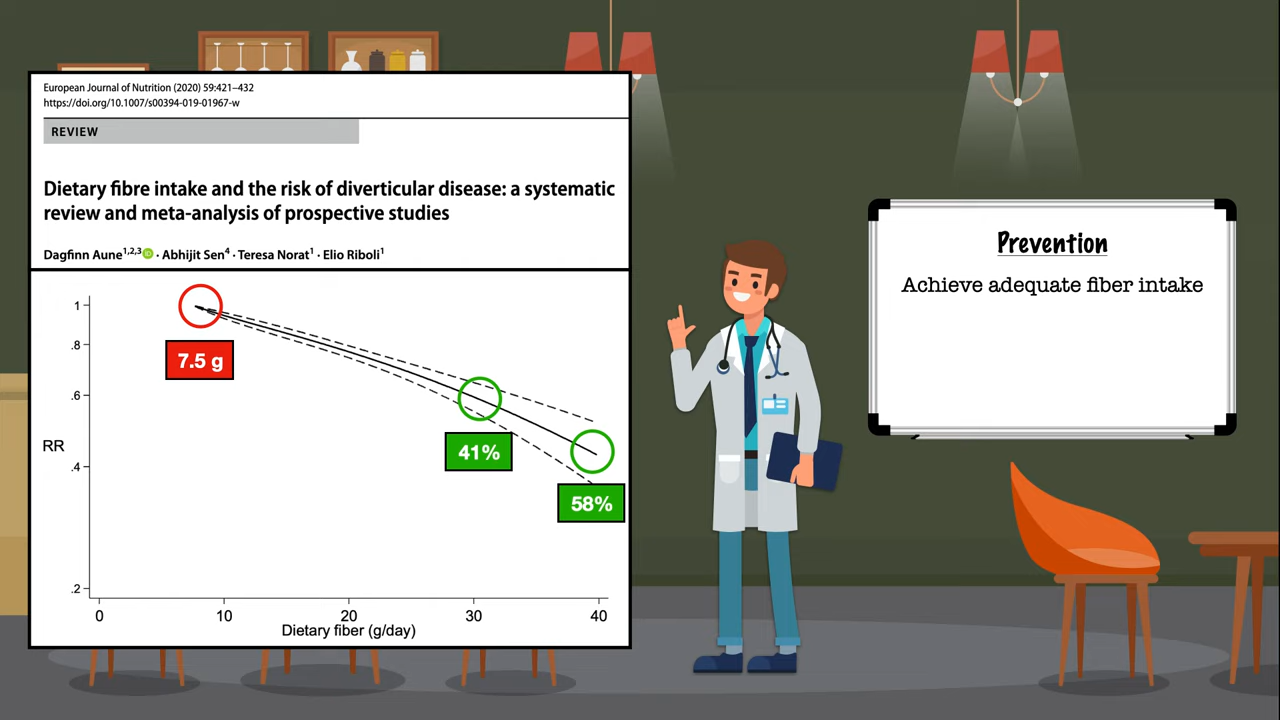 European Journal of Nutrition (2020) 59:421–432
https://doi.org/10.1007/s00394-019-01967-w
REVIEW
Dietary fibre intake and the risk of diverticular disease: a systematic
review and meta-analysis of prospective studies
Dagfinn Aune1,2,3 iD · Abhijit Sen4 · Teresa Norat1 · Elio Riboli1
1
.8
.6
RR
.4
.2
7.5 g
41%
58%
0 10 20 30 40
Dietary fiber (g/day)
Prevention
Achieve adequate fiber intake